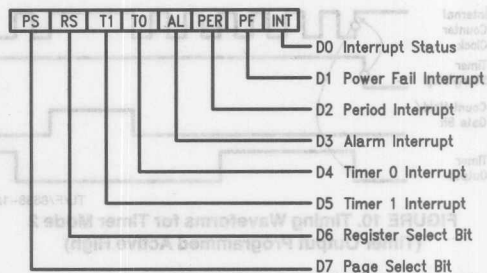 PS RS T1 T0 AL PER PF INT
D0 Interrupt Status
D1 Power Fail Interrupt
D2 Period Interrupt
D3 Alarm Interrupt
D4 Timer 0 Interrupt
D5 Timer 1 Interrupt
D6 Register Select Bit
D7 Page Select Bit
FIGURE 10. Timing Waveforms for Timer Mode
(Timer Output Programmed Active High)